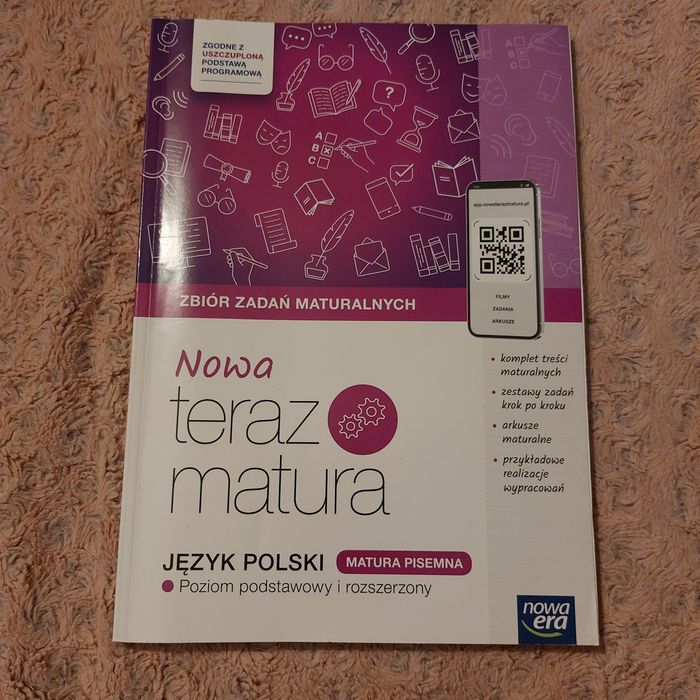 ZGODNE Z
USZCZUPLONĄ
PODSTAWĄ
PROGRAMOWĄ
?
A
B
C
app.nowaterazmatura.pl
FILMY
ZADANIA
ARKUSZE
ZBIÓR ZADAŃ MATURALNYCH
Nowa
teraz
matura
• komplet treści
maturalnych
• zestawy zadań
krok po kroku
• arkusze
maturalne
• przykładowe
realizacje
wypracowań
JĘZYK POLSKI MATURA PISEMNA
Poziom podstawowy i rozszerzony
nowa
era